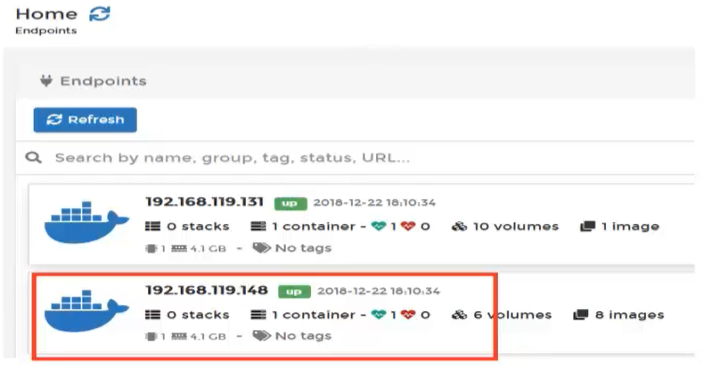 Home
Endpoints
Endpoints
Refresh
Search by name, group, tag, status, URL...
192.168.119.131 up 2018-12-22 18:10:34
0 stacks 1 container - 1 0 10 volumes 1 image
1 4.1 GB - No tags
192.168.119.148 up 2018-12-22 18:10:34
0 stacks 1 container - 1 0 6 volumes 8 images
1 4.1 GB - No tags